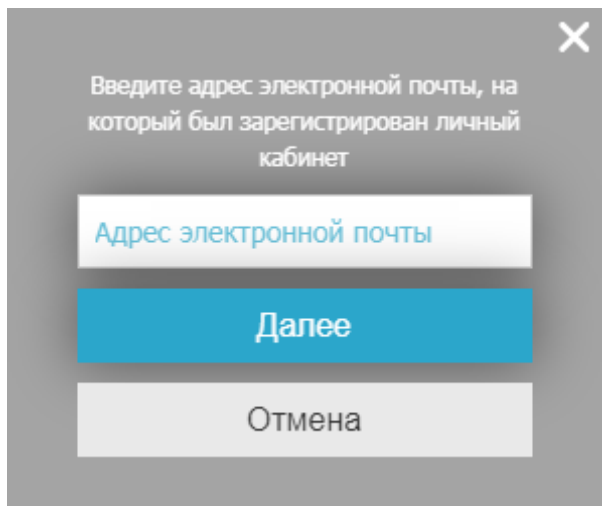 Введите адрес электронной почты, на
который был зарегистрирован личный
кабинет
Адрес электронной почты
Далее
Отмена